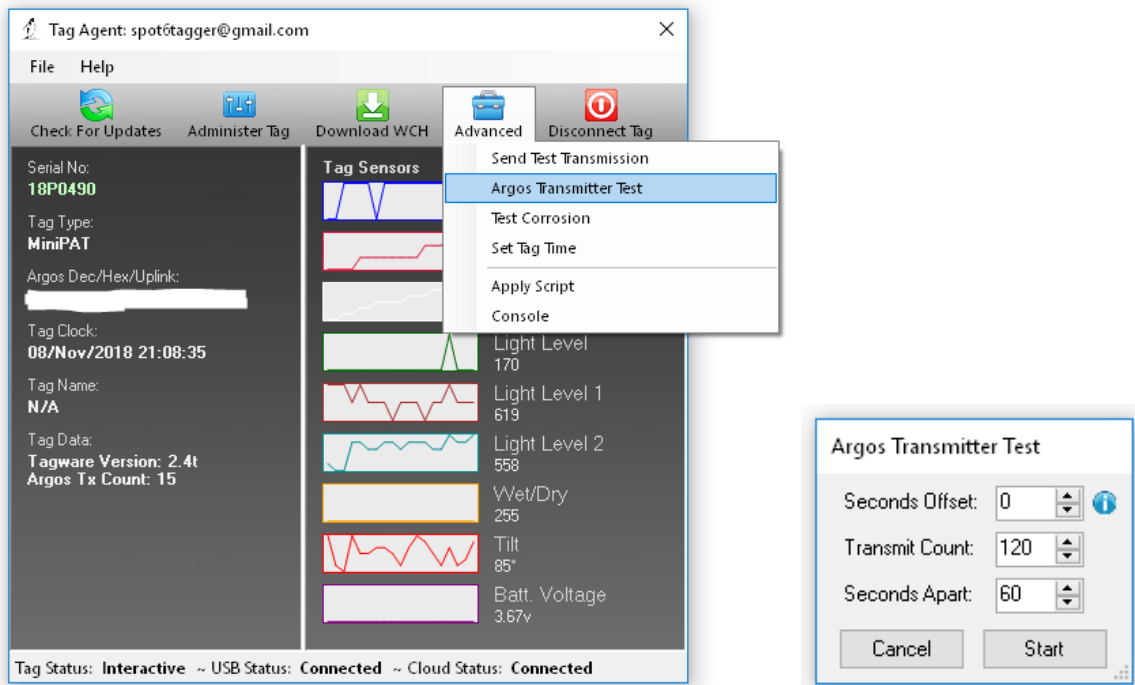 Tag Agent: spot6tagger@gmail.com
File Help
Check For Updates Administer Tag Download WCH Advanced Disconnect Tag
Serial No:
18P0490
Tag Type:
MiniPAT
Argos Dec/Hex/Uplink:
Tag Clock:
08/Nov/2018 21:08:35
Tag Name:
N/A
Tag Data:
Tagware Version: 2.4t
Argos Tx Count: 15
Tag Sensors
Send Test Transmission
Argos Transmitter Test
Test Corrosion
Set Tag Time
Apply Script
Console
Light Level
170
Light Level 1
619
Light Level 2
558
Wet/Dry
255
Tilt
85°
Batt. Voltage
3.67v
Tag Status: Interactive ~ USB Status: Connected ~ Cloud Status: Connected
Argos Transmitter Test
Seconds Offset: 0
Transmit Count: 120
Seconds Apart: 60
Cancel Start